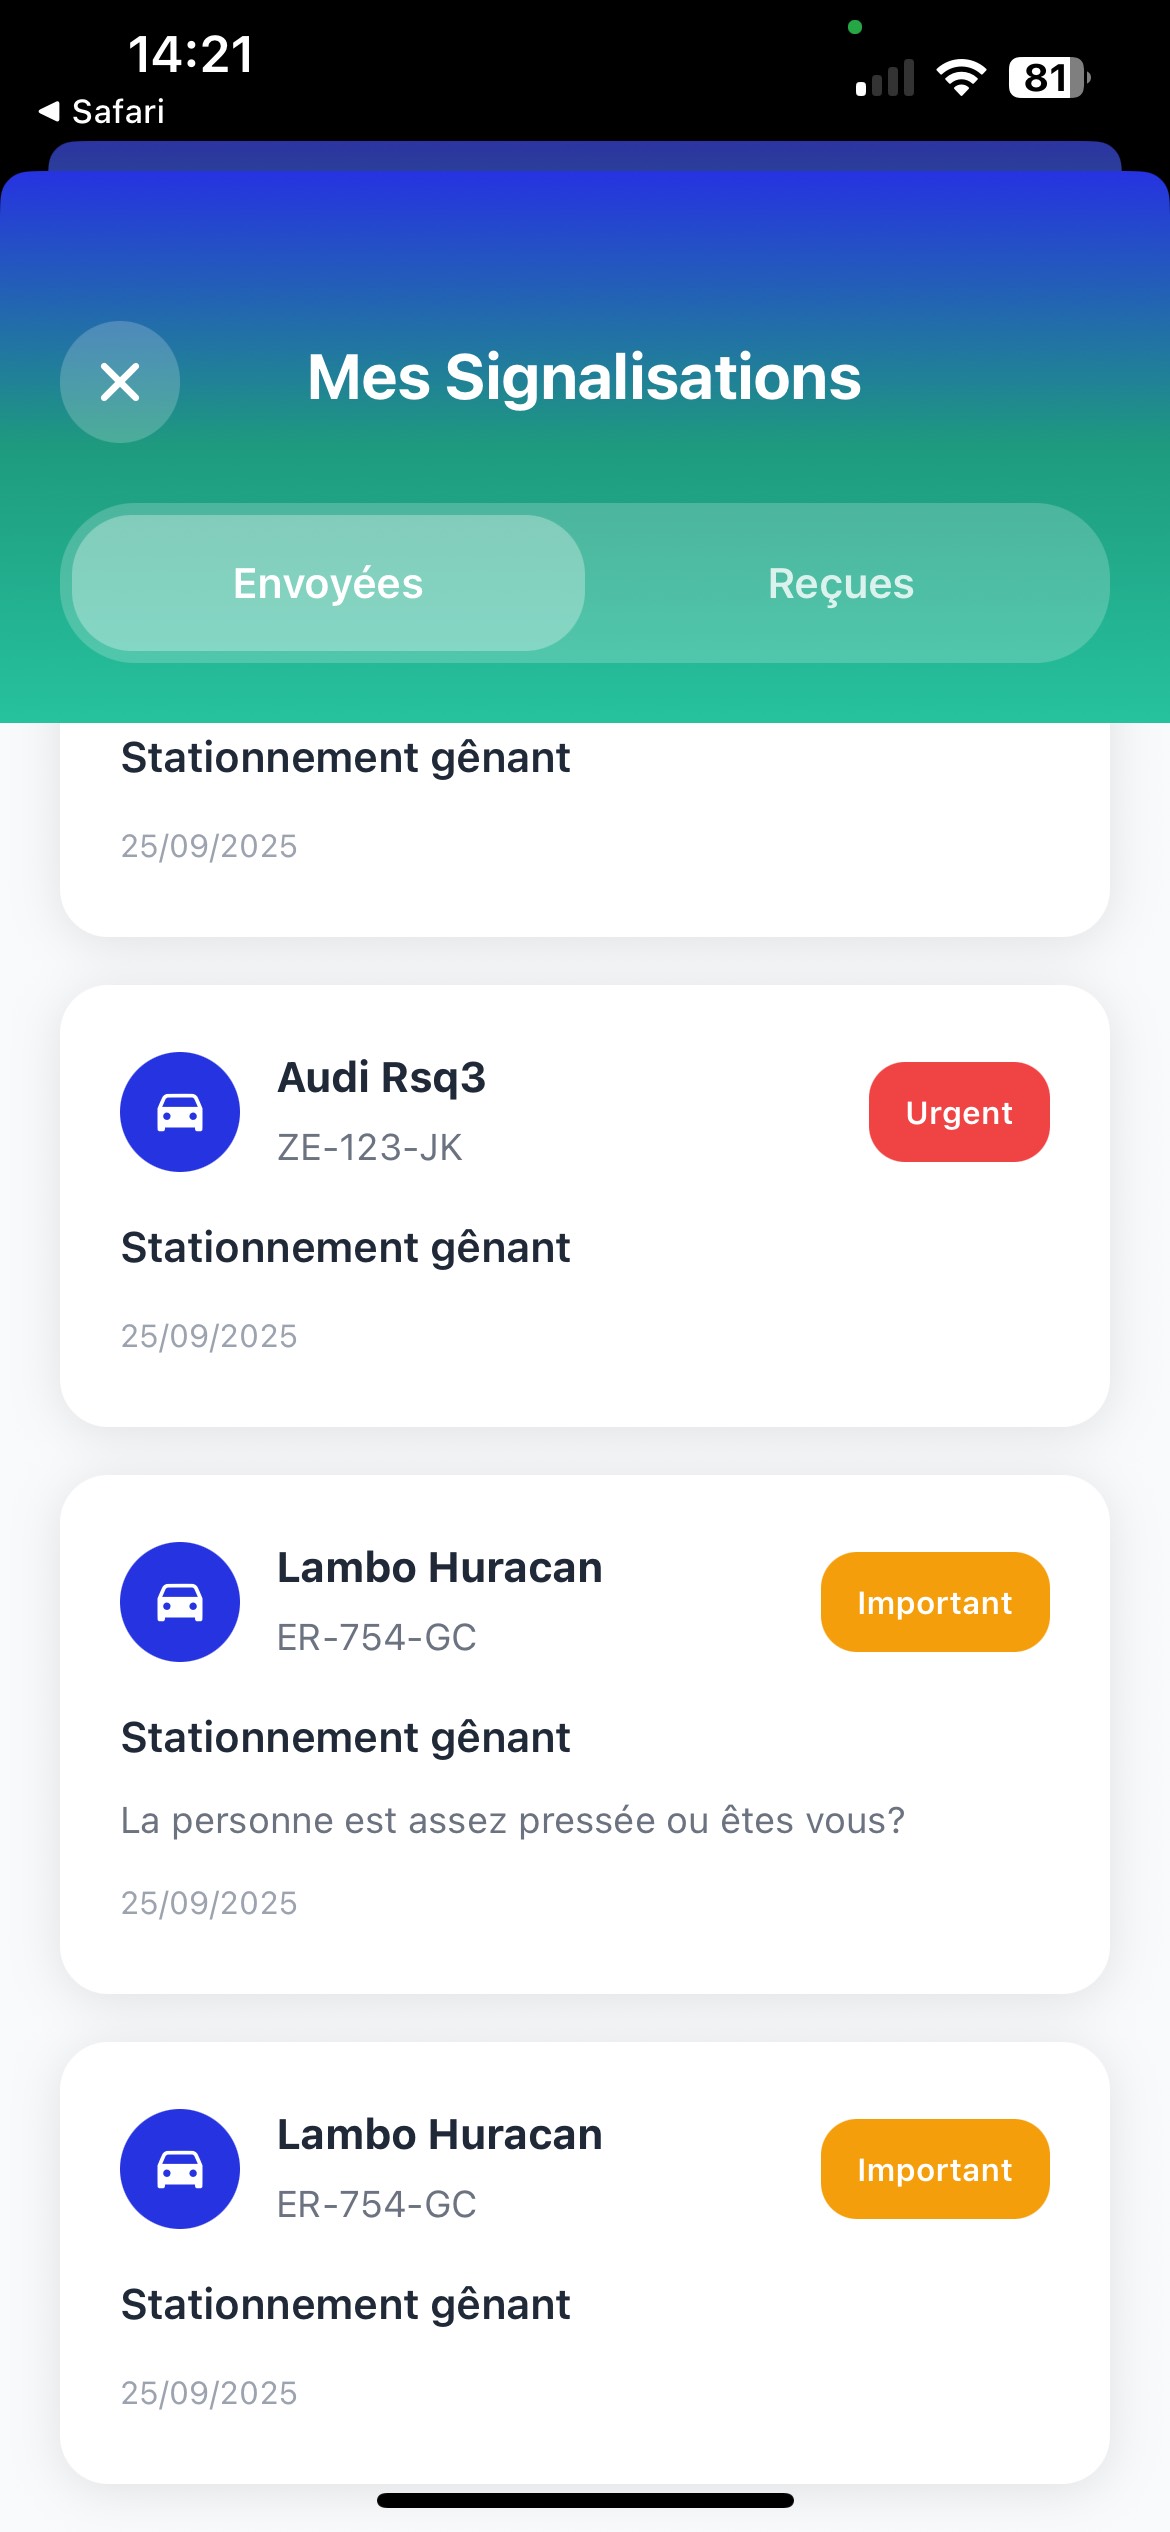 14:21
Safari
81
Mes Signalisations
Envoyées
Reçues
Stationnement gênant
25/09/2025
Audi Rsq3
ZE-123-JK
Urgent
Stationnement gênant
25/09/2025
Lambo Huracan
ER-754-GC
Important
Stationnement gênant
La personne est assez pressée ou êtes vous?
25/09/2025
Lambo Huracan
ER-754-GC
Important
Stationnement gênant
25/09/2025